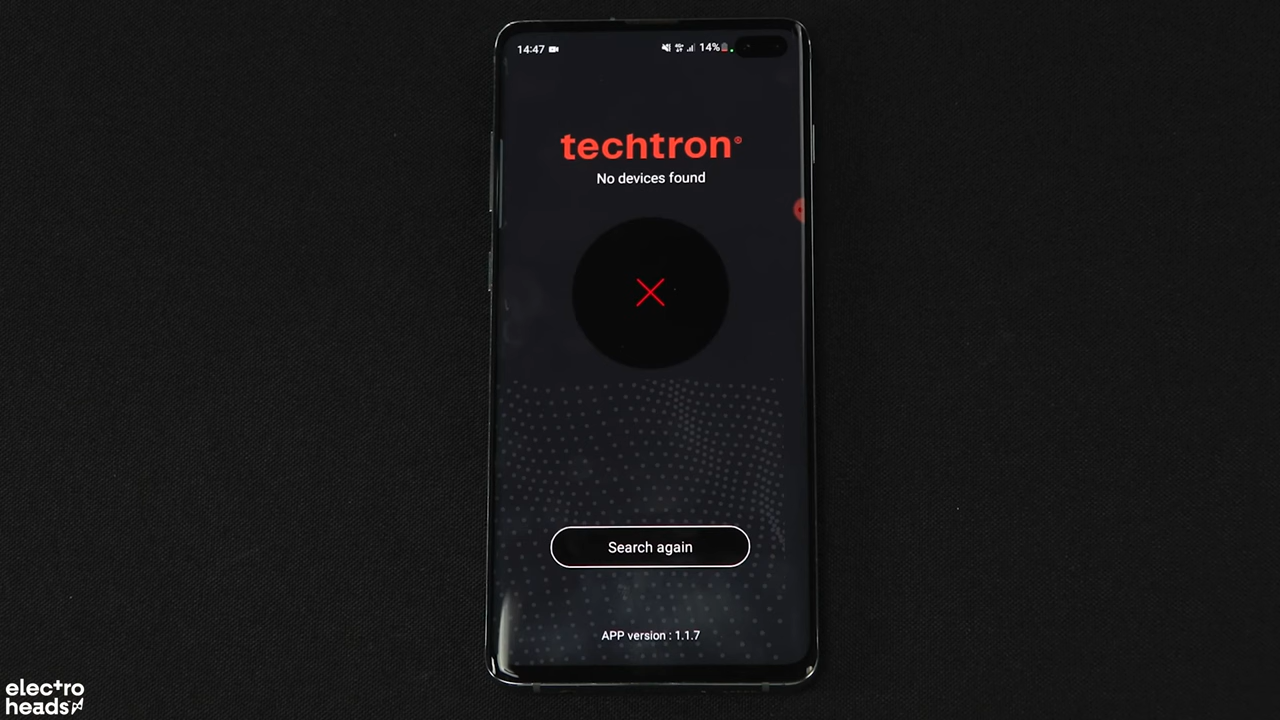 14:47
14%
techtron®
No devices found
Search again
APP version : 1.1.7
electro
heads